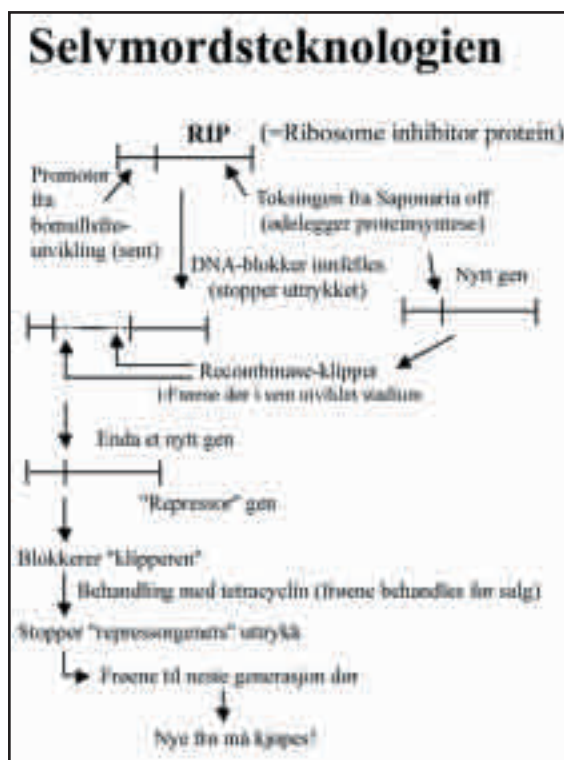 Selvmordsteknologien
RIP (=Ribosome inhibitor protein)
Promotor
fra
bomullsfrø-
utvikling (sent)
Toksingen fra Saponaria off
(ødelegger proteinsyntese)
DNA-blokker innfelles
(stopper uttrykket)
Nytt gen
Recombinase-klipper
Frøene dør i sent utviklet stadium
Enda et nytt gen
"Repressor" gen
Blokkerer "klipperen"
Behandling med tetracyclin (frøene behandles før salg)
Stopper "repressorgenets" uttrykk
Frøene til neste generasjon dør
Nye frø må kjøpes!